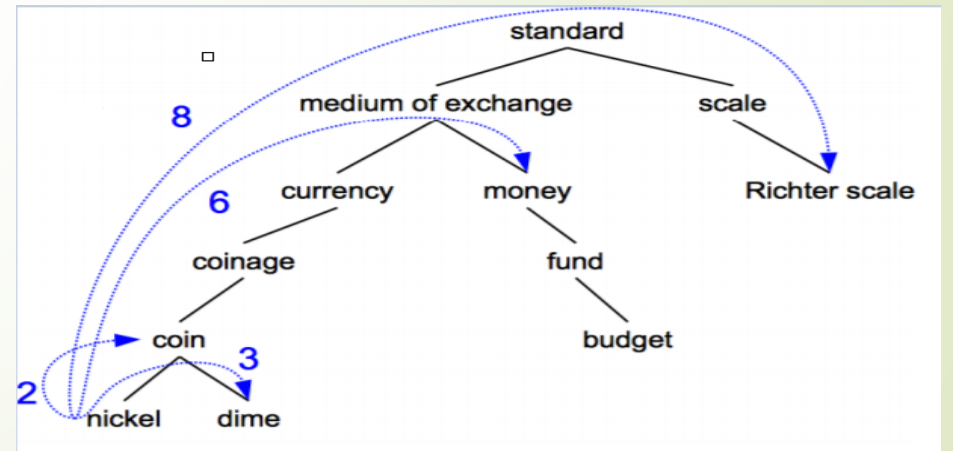 standard
8
medium of exchange scale
6
currency money Richter scale
coinage fund
coin budget
3
2
nickel dime